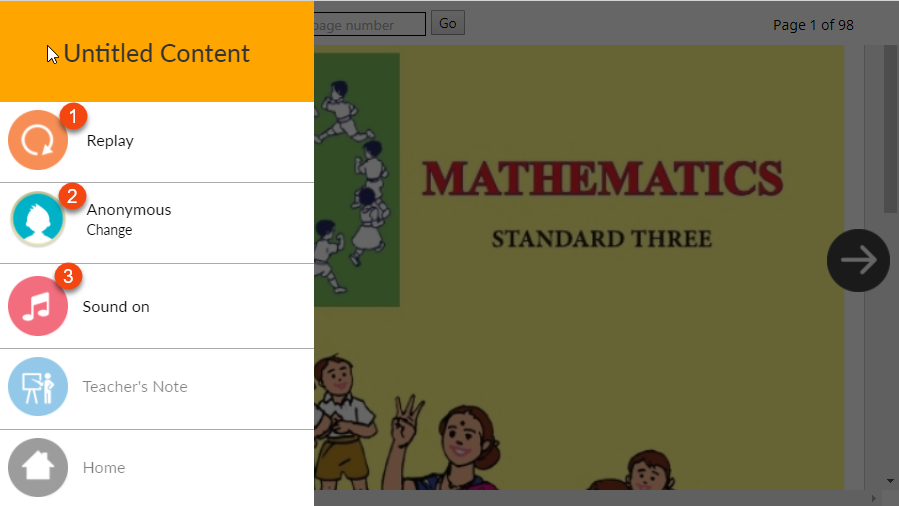 Untitled Content
page number
Go
Page 1 of 98
1
Replay
2
Anonymous
Change
3
Sound on
Teacher's Note
Home
MATHEMATICS
STANDARD THREE